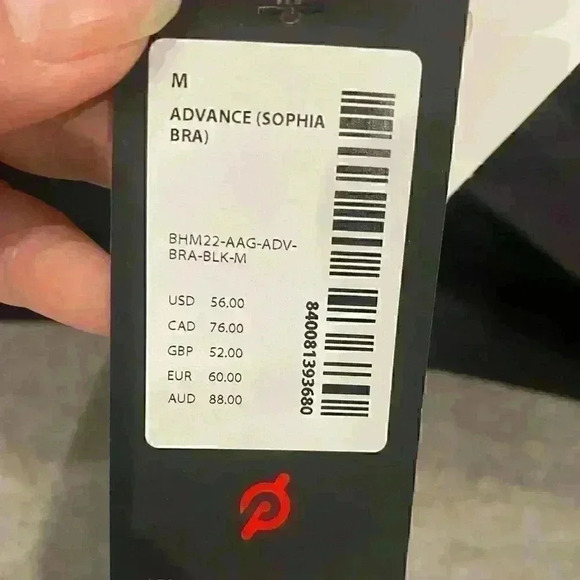 M
ADVANCE (SOPHIA
BRA)
BHM22-AAG-ADV-
BRA-BLK-M
USD 56.00
CAD 76.00
GBP 52.00
EUR 60.00
AUD 88.00
840081393680